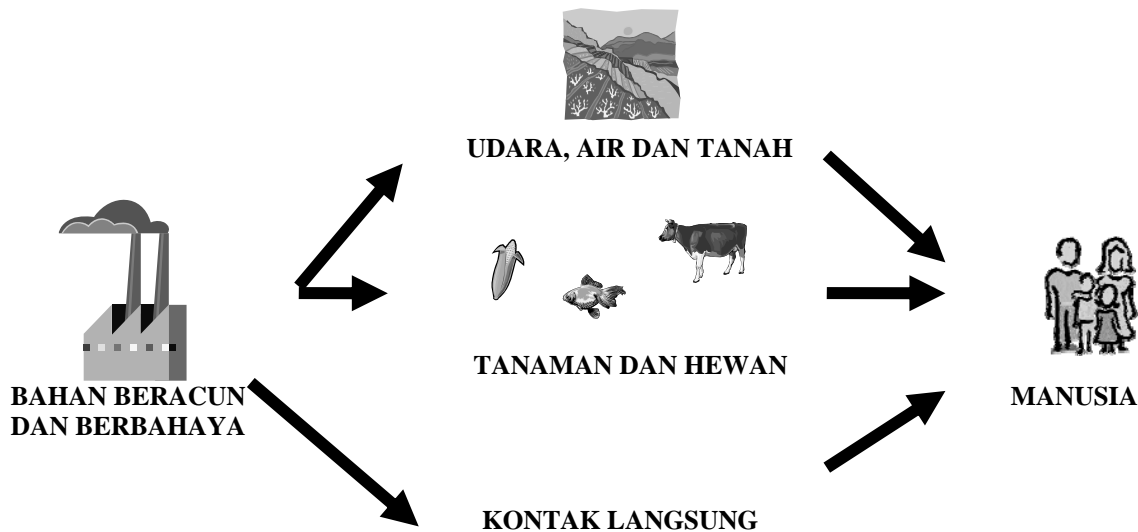 UDARA, AIR DAN TANAH
TANAMAN DAN HEWAN
BAHAN BERACUN
DAN BERBAHAYA
MANUSIA
KONTAK LANGSUNG